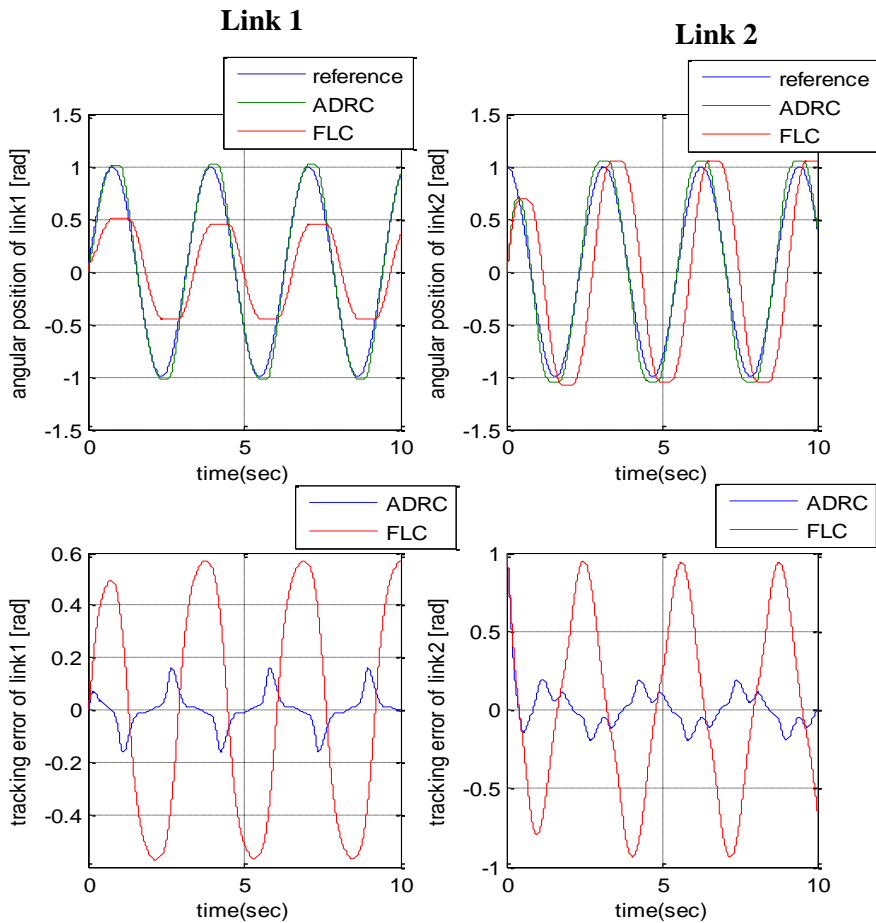 Link 1
reference
ADRC
FLC
angular position of link1 [rad]
1.5
1
0.5
0
-0.5
-1
-1.5
0
5
10
time(sec)
Link 2
reference
ADRC
FLC
angular position of link2 [rad]
1.5
1
0.5
0
-0.5
-1
-1.5
0
5
10
time(sec)
ADRC
FLC
tracking error of link1 [rad]
0.6
0.4
0.2
0
-0.2
-0.4
0
5
10
time(sec)
ADRC
FLC
tracking error of link2 [rad]
1
0.5
0
-0.5
-1
0
5
10
time(sec)